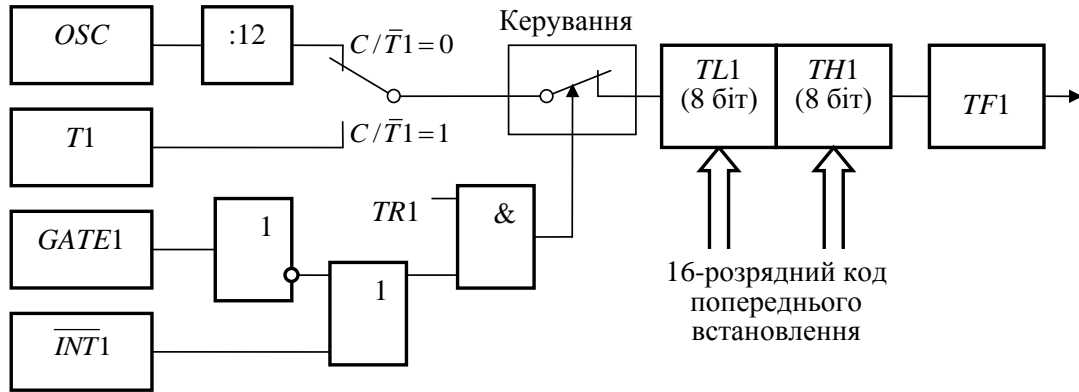 Керування
OSC
:12
C/T̅1=0
TL1
(8 біт)
TH1
(8 біт)
TF1
T1
C/T̅1=1
TR1
&
GATE1
1
1
I̅N̅T̅1
16-розрядний код
попереднього
встановлення